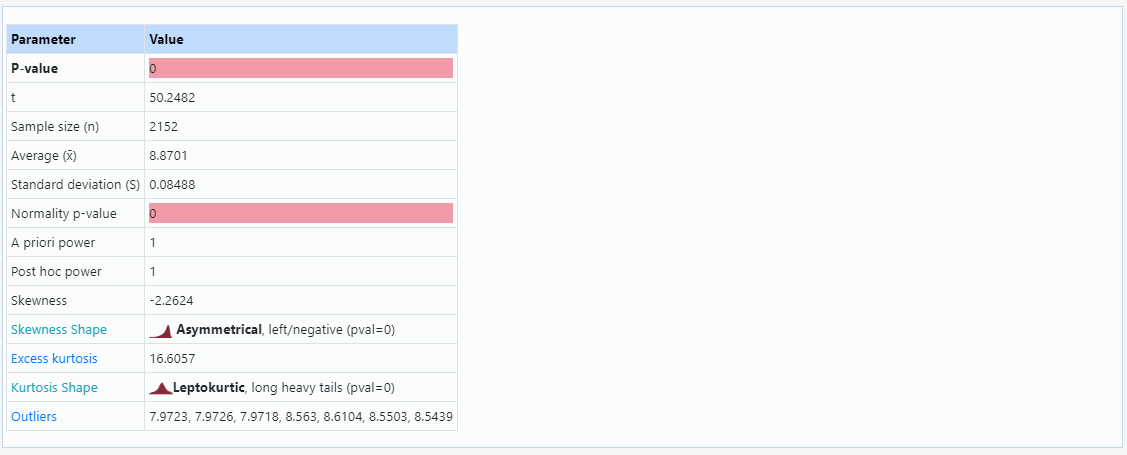 Parameter Value
P-value 0
t 50.2482
Sample size (n) 2152
Average (x̄) 8.8701
Standard deviation (S) 0.08488
Normality p-value 0
A priori power 1
Post hoc power 1
Skewness -2.2624
Skewness Shape Asymmetrical, left/negative (pval=0)
Excess kurtosis 16.6057
Kurtosis Shape Leptokurtic, long heavy tails (pval=0)
Outliers 7.9723, 7.9726, 7.9718, 8.563, 8.6104, 8.5503, 8.5439